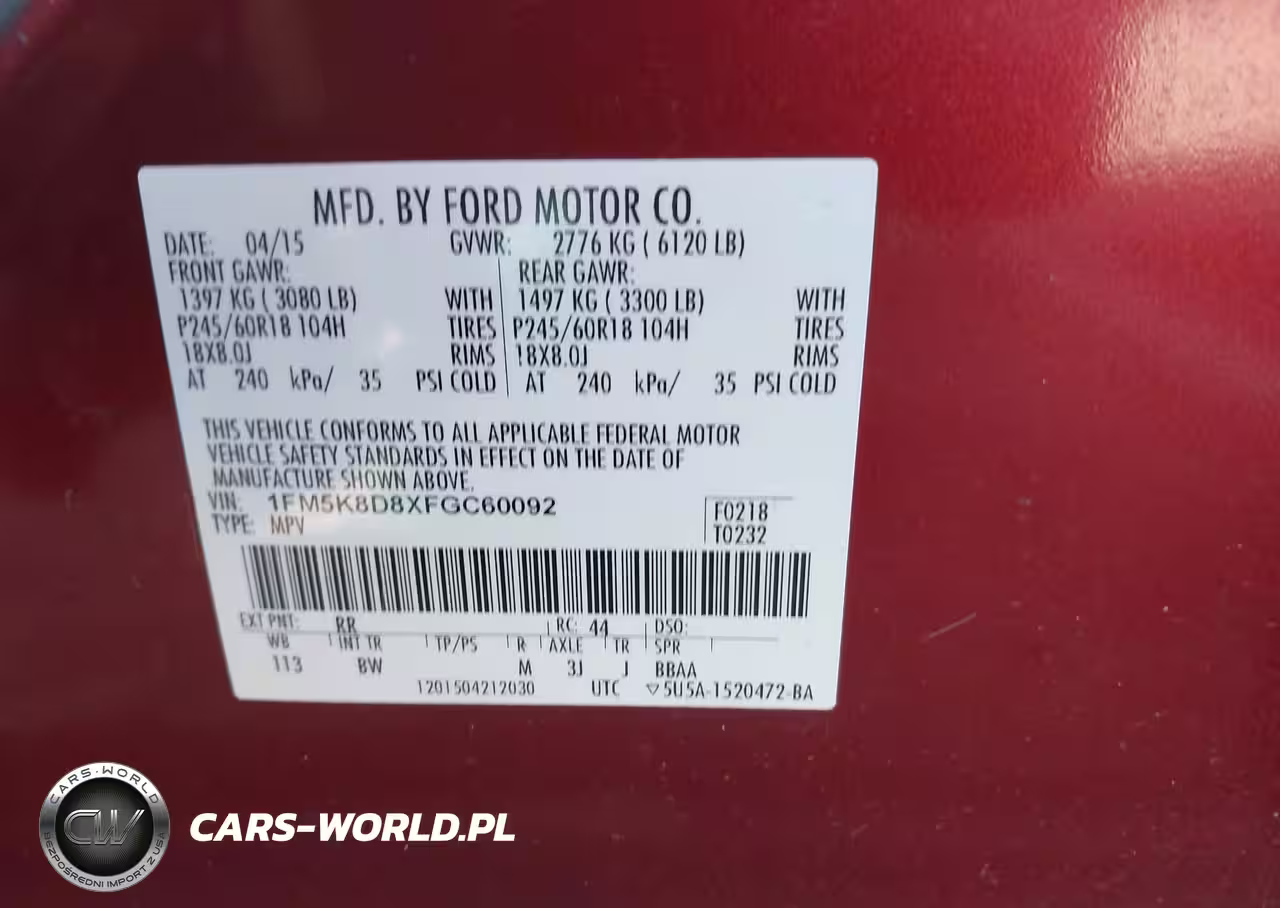 MFD. BY FORD MOTOR CO.
DATE: 04/15 GVWR: 2776 KG ( 6120 LB)
FRONT GAWR: REAR GAWR:
1397 KG ( 3080 LB) WITH 1497 KG ( 3300 LB) WITH
P245/60R18 104H TIRES P245/60R18 104H TIRES
18X8.0J RIMS 18X8.0J RIMS
AT 240 kPa/ 35 PSI COLD AT 240 kPa/ 35 PSI COLD
THIS VEHICLE CONFORMS TO ALL APPLICABLE FEDERAL MOTOR
VEHICLE SAFETY STANDARDS IN EFFECT ON THE DATE OF
MANUFACTURE SHOWN ABOVE.
VIN: 1FM5K8D8XFGC60092 F0218
TYPE: MPV T0232
EXT PNT: RR RC: 44 DSO:
WB INT TR TP/PS R AXLE TR SPR
113 BW M 3J J BBAA
1201504212030 UTC ▽5U5A-1520472-BA
CARS-WORLD
CW
BEZPOŚREDNI IMPORT Z USA
CARS-WORLD.PL